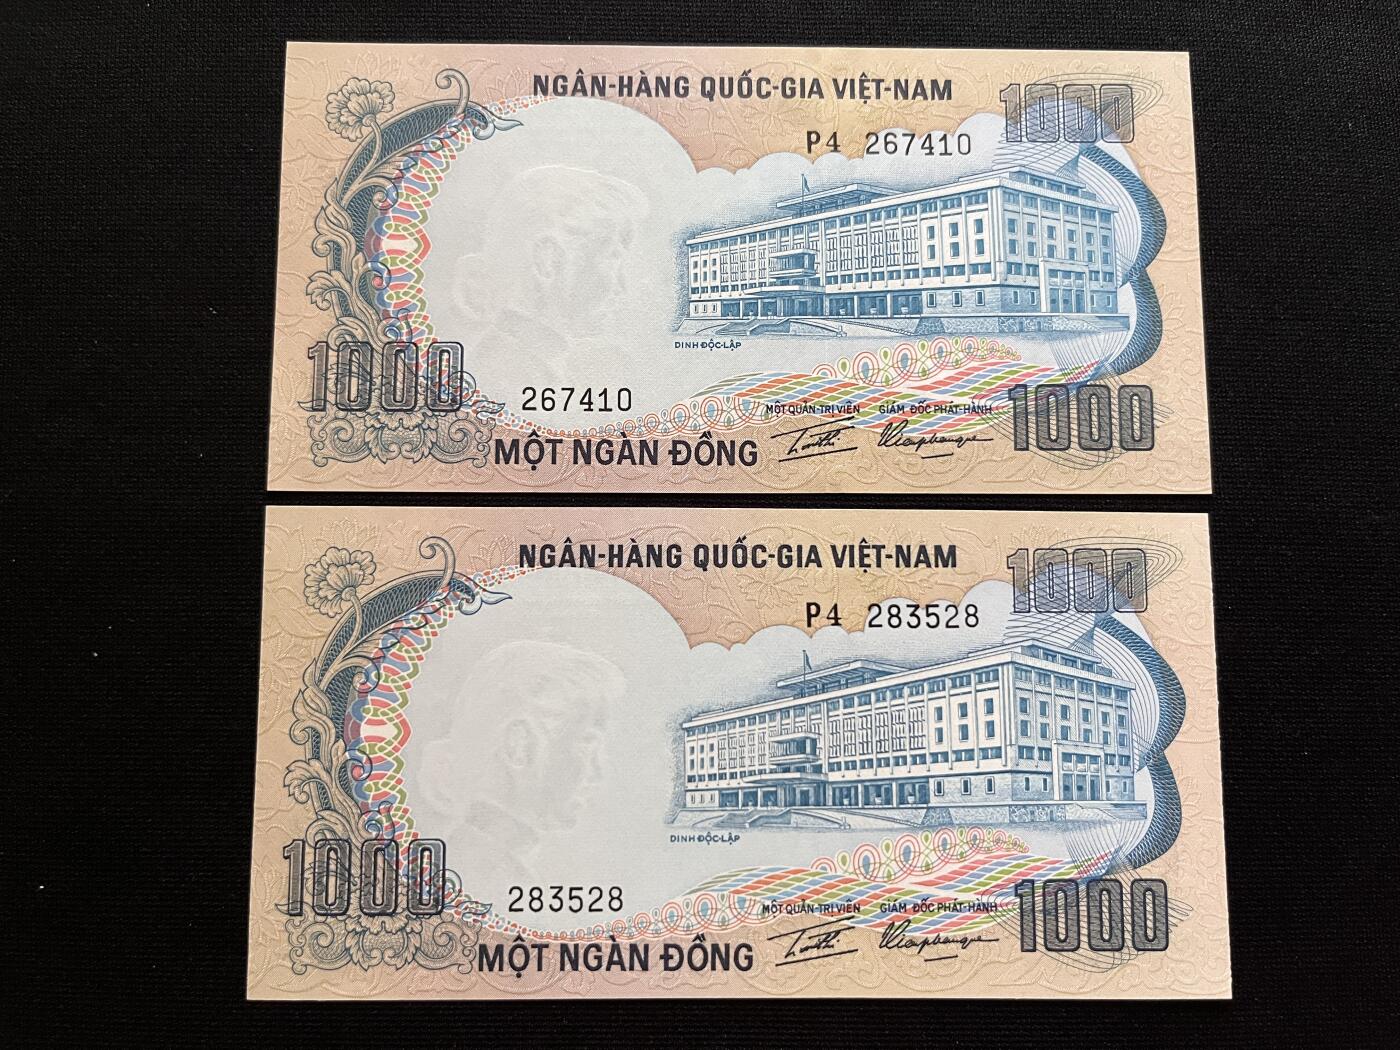 NGÂN-HÀNG QUỐC-GIA VIỆT-NAM
1000
P4 267410
DINH ĐỘC-LẬP
1000
267410
MỘT QUẢN-TRỊ VIÊN GIÁM ĐỐC PHÁT-HÀNH
1000
MỘT NGÀN ĐỒNG
NGÂN-HÀNG QUỐC-GIA VIỆT-NAM
1000
P4 283528
DINH ĐỘC-LẬP
1000
283528
MỘT QUẢN-TRỊ VIÊN GIÁM ĐỐC PHÁT-HÀNH
1000
MỘT NGÀN ĐỒNG